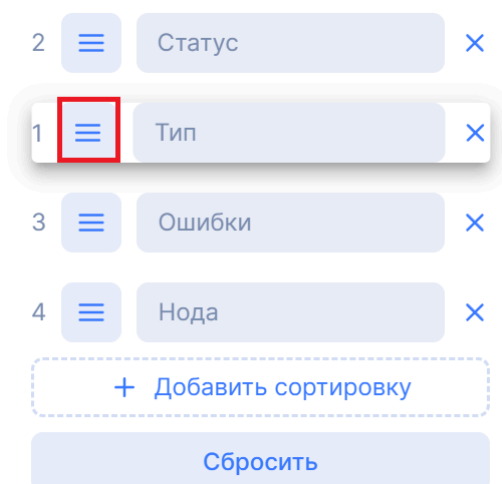 2 Статус
1 Тип
3 Ошибки
4 Нода
+ Добавить сортировку
Сбросить